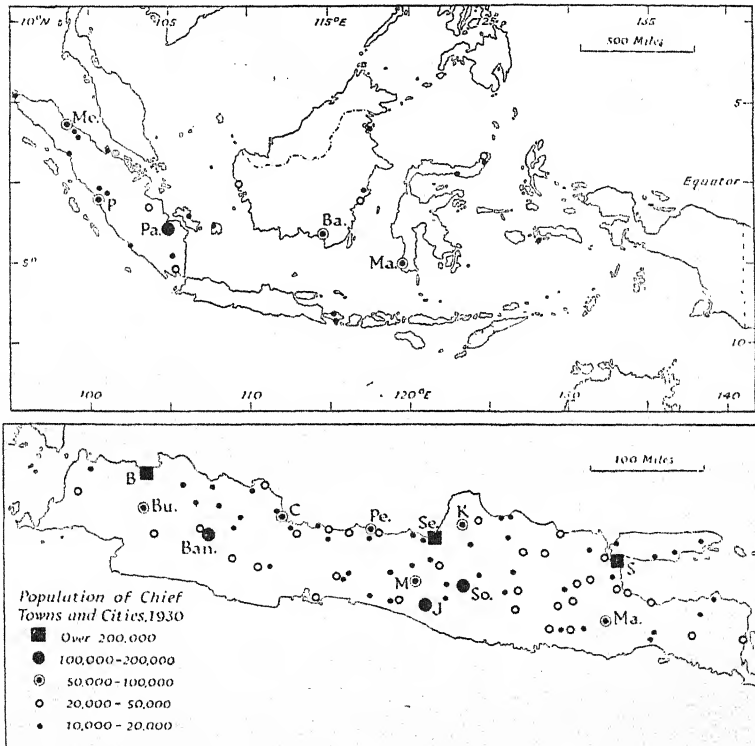 10°N 105 115°E 125 135
500 Miles
5
Me.
Equator
P
Pa.
Ba.
Ma.
5°
10
100 110 120°E 130 140
100 Miles
B
Bu.
C
Pe.
Se.
K
Ban.
S
M
So.
J
Ma.
Population of Chief
Towns and Cities, 1930
Over 200,000
100,000-200,000
50,000-100,000
20,000-50,000
10,000-20,000